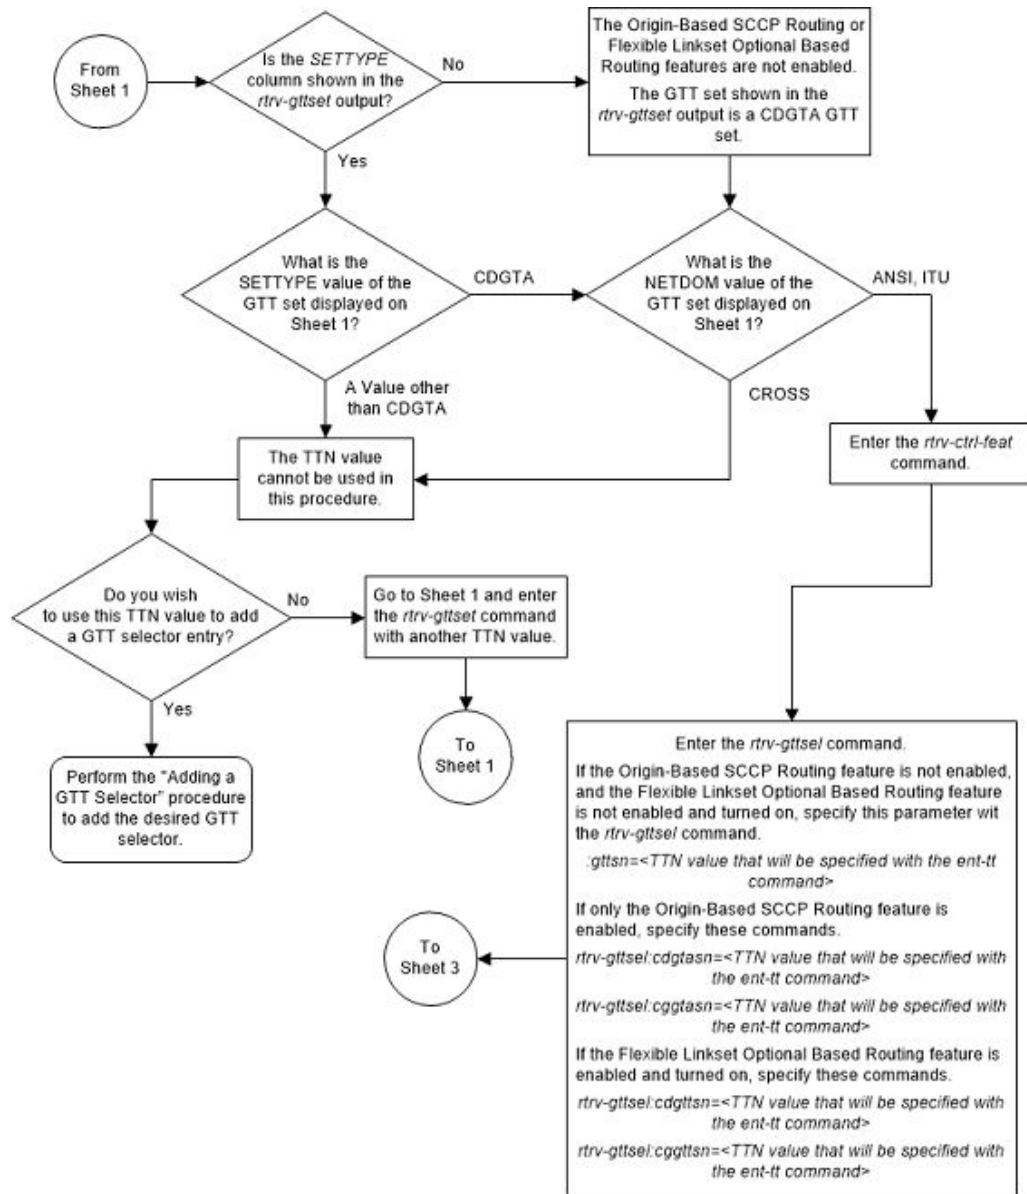 From
Sheet 1
Is the SETTYPE
column shown in the
rtrv-gttset output?
No
Yes
The Origin-Based SCCP Routing or
Flexible Linkset Optional Based
Routing features are not enabled.
The GTT set shown in the
rtrv-gttset output is a CDGTA GTT
set.
What is the
SETTYPE value of the
GTT set displayed on
Sheet 1?
CDGTA
A Value other
than CDGTA
What is the
NETDOM value of the
GTT set displayed on
Sheet 1?
ANSI, ITU
CROSS
The TTN value
cannot be used in
this procedure.
Enter the rtrv-ctrl-feat
command.
Do you wish
to use this TTN value to add
a GTT selector entry?
No
Yes
Go to Sheet 1 and enter
the rtrv-gttset command
with another TTN value.
To
Sheet 1
Perform the "Adding a
GTT Selector" procedure
to add the desired GTT
selector.
Enter the rtrv-gttsel command.
If the Origin-Based SCCP Routing feature is not enabled,
and the Flexible Linkset Optional Based Routing feature
is not enabled and turned on, specify this parameter wit
the rtrv-gttsel command.
:gttsn=<TTN value that will be specified with the ent-tt
command>
If only the Origin-Based SCCP Routing feature is
enabled, specify these commands.
rtrv-gttsel:cdgtasn=<TTN value that will be specified with
the ent-tt command>
rtrv-gttsel:cggtasn=<TTN value that will be specified with
the ent-tt command>
If the Flexible Linkset Optional Based Routing feature is
enabled and turned on, specify these commands.
rtrv-gttsel:cdgttsn=<TTN value that will be specified with
the ent-tt command>
rtrv-gttsel:cggttsn=<TTN value that will be specified with
the ent-tt command>
To
Sheet 3